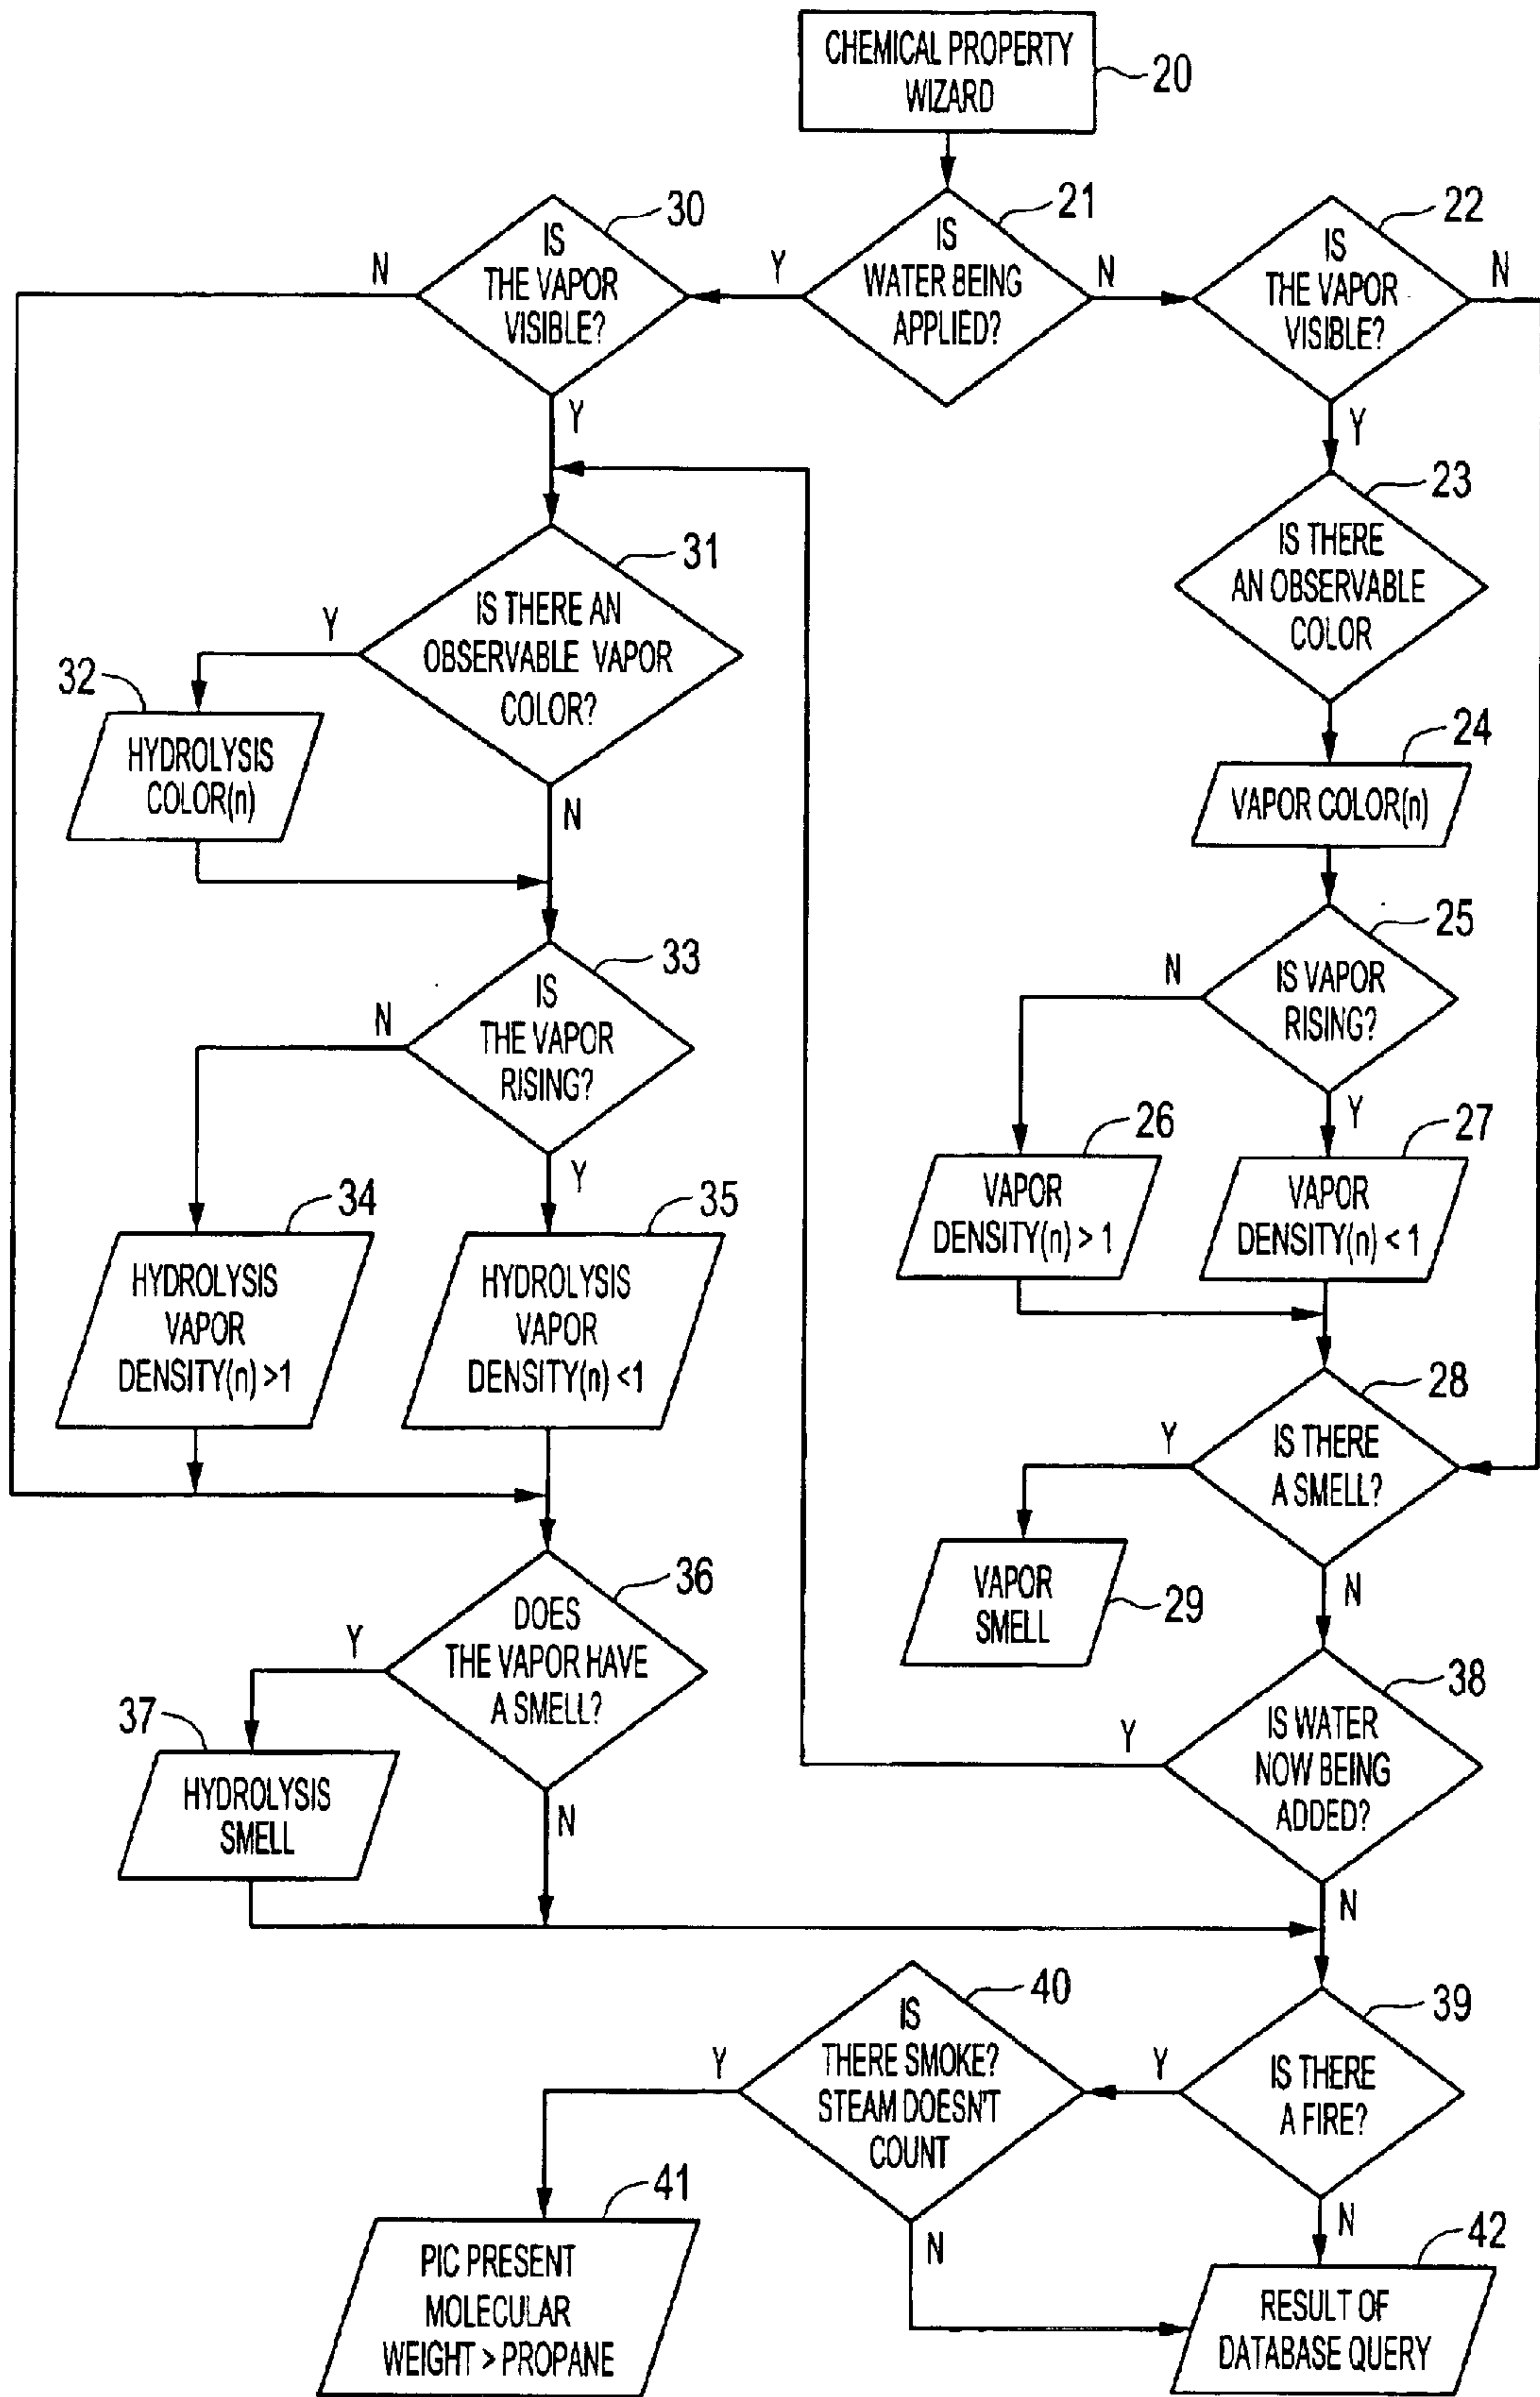 CHEMICAL PROPERTY
WIZARD
20
21
IS
WATER BEING
APPLIED?
Y
N
30
IS
THE VAPOR
VISIBLE?
N
Y
22
IS
THE VAPOR
VISIBLE?
N
Y
23
IS THERE
AN OBSERVABLE
COLOR
24
VAPOR COLOR(n)
25
IS VAPOR
RISING?
N
Y
26
VAPOR
DENSITY(n) > 1
27
VAPOR
DENSITY(n) < 1
28
IS THERE
A SMELL?
Y
N
VAPOR
SMELL
29
38
IS WATER
NOW BEING
ADDED?
Y
N
31
IS THERE AN
OBSERVABLE VAPOR
COLOR?
Y
N
32
HYDROLYSIS
COLOR(n)
33
IS
THE VAPOR
RISING?
N
Y
34
HYDROLYSIS
VAPOR
DENSITY(n) >1
35
HYDROLYSIS
VAPOR
DENSITY(n) <1
36
DOES
THE VAPOR HAVE
A SMELL?
Y
N
37
HYDROLYSIS
SMELL
39
IS THERE
A FIRE?
Y
N
40
IS
THERE SMOKE?
STEAM DOESN'T
COUNT
Y
N
41
PIC PRESENT
MOLECULAR
WEIGHT > PROPANE
42
RESULT OF
DATABASE QUERY